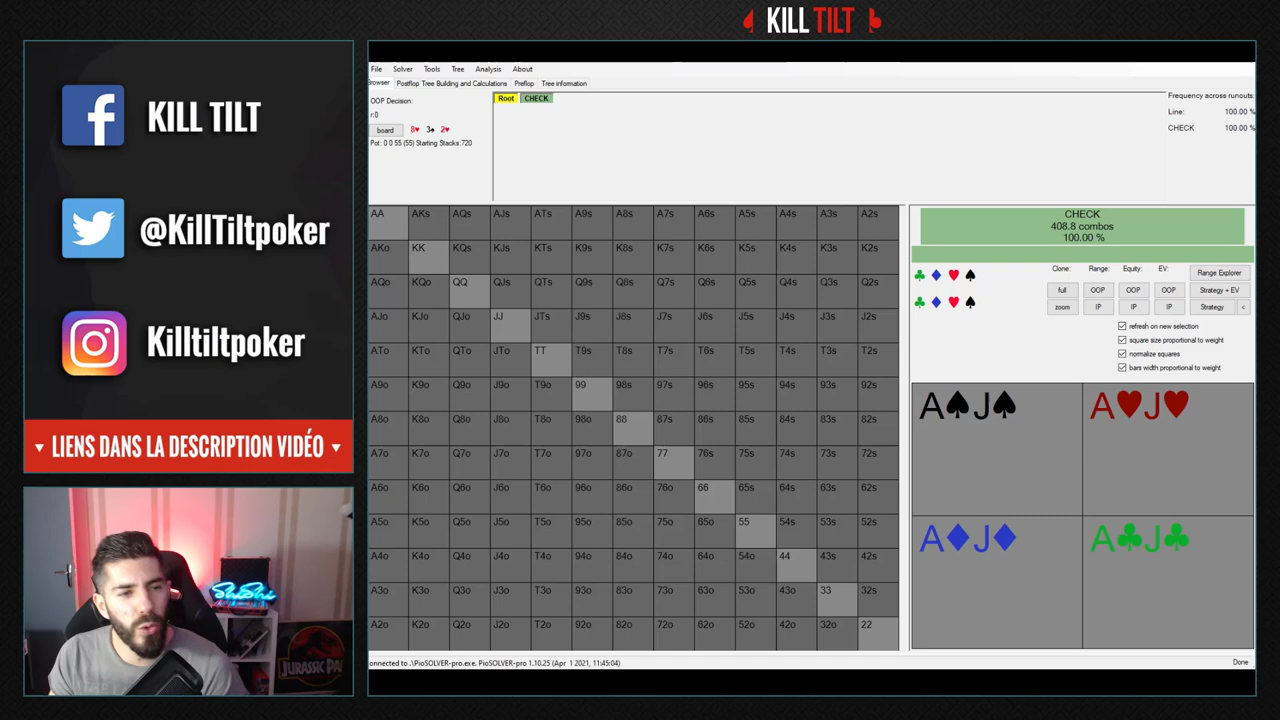 KILL TILT
KILL TILT
@KillTiltpoker
Killtiltpoker
LIENS DANS LA DESCRIPTION VIDÉO
ShiShi
JURASSIC PA
File Solver Tools Tree Analysis About
Browser Postflop Tree Building and Calculations Preflop Tree information
OOP Decision:
r:0
board 8♥ 3♠ 2♥
Pot: 0 0 55 (55) Starting Stacks:720
Root CHECK
Frequency across runouts:
Line: 100.00 %
CHECK 100.00 %
AA AKs AQs AJs ATs A9s A8s A7s A6s A5s A4s A3s A2s
AKo KK KQs KJs KTs K9s K8s K7s K6s K5s K4s K3s K2s
AQo KQo QQ QJs QTs Q9s Q8s Q7s Q6s Q5s Q4s Q3s Q2s
AJo KJo QJo JJ JTs J9s J8s J7s J6s J5s J4s J3s J2s
ATo KTo QTo JTo TT T9s T8s T7s T6s T5s T4s T3s T2s
A9o K9o Q9o J9o T9o 99 98s 97s 96s 95s 94s 93s 92s
A8o K8o Q8o J8o T8o 98o 88 87s 86s 85s 84s 83s 82s
A7o K7o Q7o J7o T7o 97o 87o 77 76s 75s 74s 73s 72s
A6o K6o Q6o J6o T6o 96o 86o 76o 66 65s 64s 63s 62s
A5o K5o Q5o J5o T5o 95o 85o 75o 65o 55 54s 53s 52s
A4o K4o Q4o J4o T4o 94o 84o 74o 64o 54o 44 43s 42s
A3o K3o Q3o J3o T3o 93o 83o 73o 63o 53o 43o 33 32s
A2o K2o Q2o J2o T2o 92o 82o 72o 62o 52o 42o 32o 22
CHECK
408.8 combos
100.00 %
♣ ♦ ♥ ♠
♣ ♦ ♥ ♠
Clone: Range: Equity: EV: Range Explorer
full OOP OOP OOP Strategy + EV
zoom IP IP IP Strategy <
refresh on new selection
square size proportional to weight
normalize squares
bars width proportional to weight
A♠J♠ A♥J♥
A♦J♦ A♣J♣
onnected to .\PioSOLVER-pro.exe. PioSOLVER-pro 1.10.25 (Apr 1 2021, 11:45:04)
Done